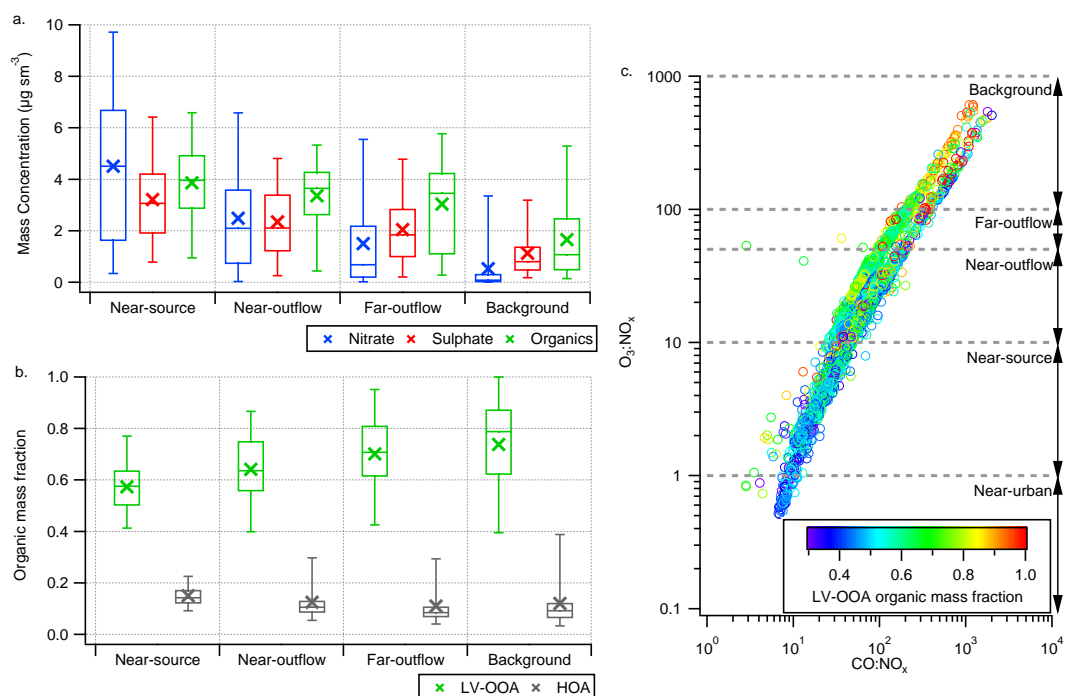 a.
10
8
6
4
2
0
Mass Concentration (µg sm⁻³)
Near-source Near-outflow Far-outflow Background
Nitrate Sulphate Organics
b.
1.0
0.8
0.6
0.4
0.2
0.0
Organic mass fraction
Near-source Near-outflow Far-outflow Background
LV-OOA HOA
c.
1000
100
10
1
0.1
O₃:NOₓ
Background
Far-outflow
Near-outflow
Near-source
Near-urban
0.4 0.6 0.8 1.0
LV-OOA organic mass fraction
10⁰ 10¹ 10² 10³ 10⁴
CO:NOₓ